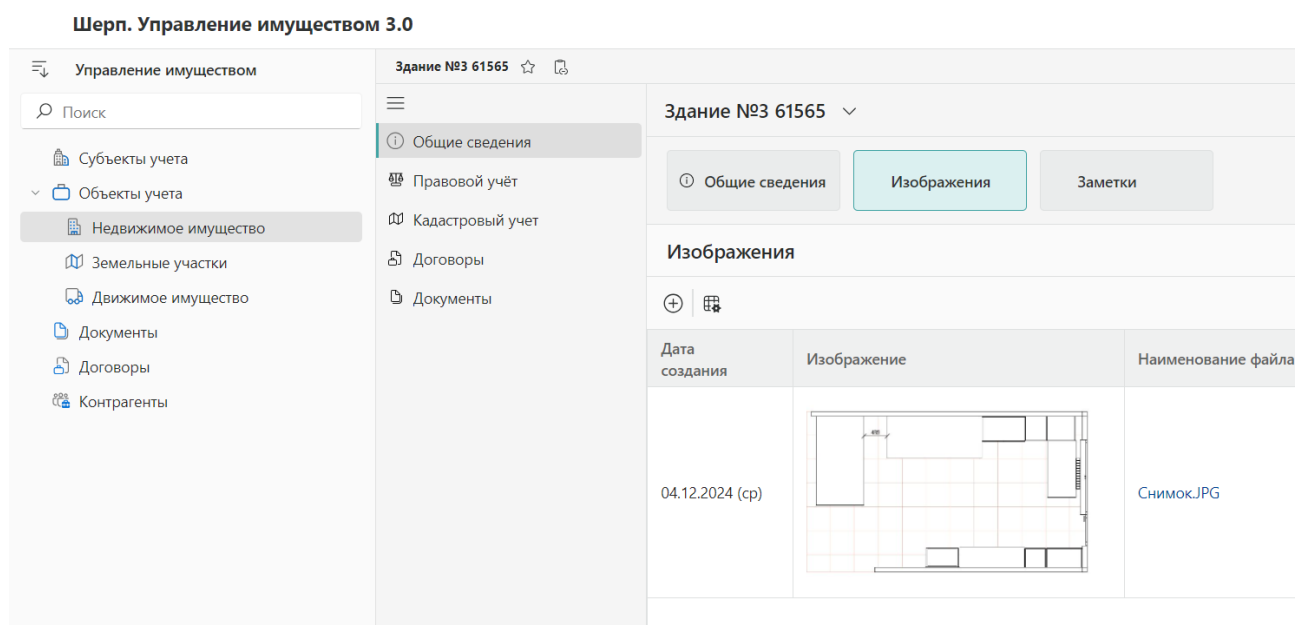 Шерп. Управление имуществом 3.0
Управление имуществом
Поиск
Субъекты учета
Объекты учета
Недвижимое имущество
Земельные участки
Движимое имущество
Документы
Договоры
Контрагенты
Здание №3 61565
Общие сведения
Правовой учёт
Кадастровый учет
Договоры
Документы
Здание №3 61565
Общие сведения
Изображения
Заметки
Изображения
Дата
создания
Изображение
Наименование файла
04.12.2024 (ср)
Снимок.JPG